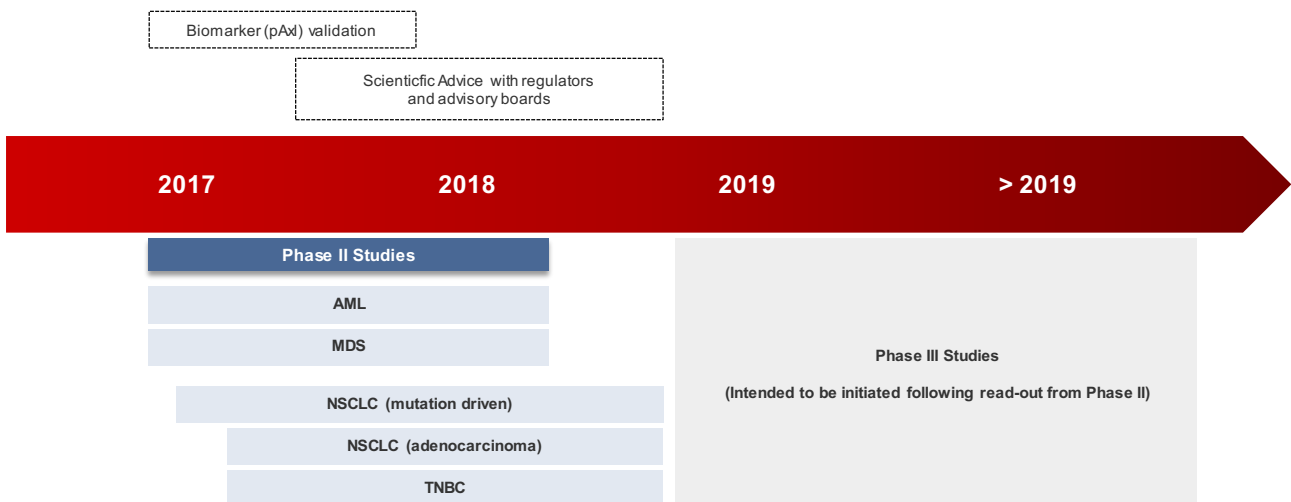 Biomarker (pAxl) validation
Scienticfic Advice with regulators
and advisory boards
2017
2018
2019
> 2019
Phase II Studies
AML
MDS
NSCLC (mutation driven)
NSCLC (adenocarcinoma)
TNBC
Phase III Studies
(Intended to be initiated following read-out from Phase II)